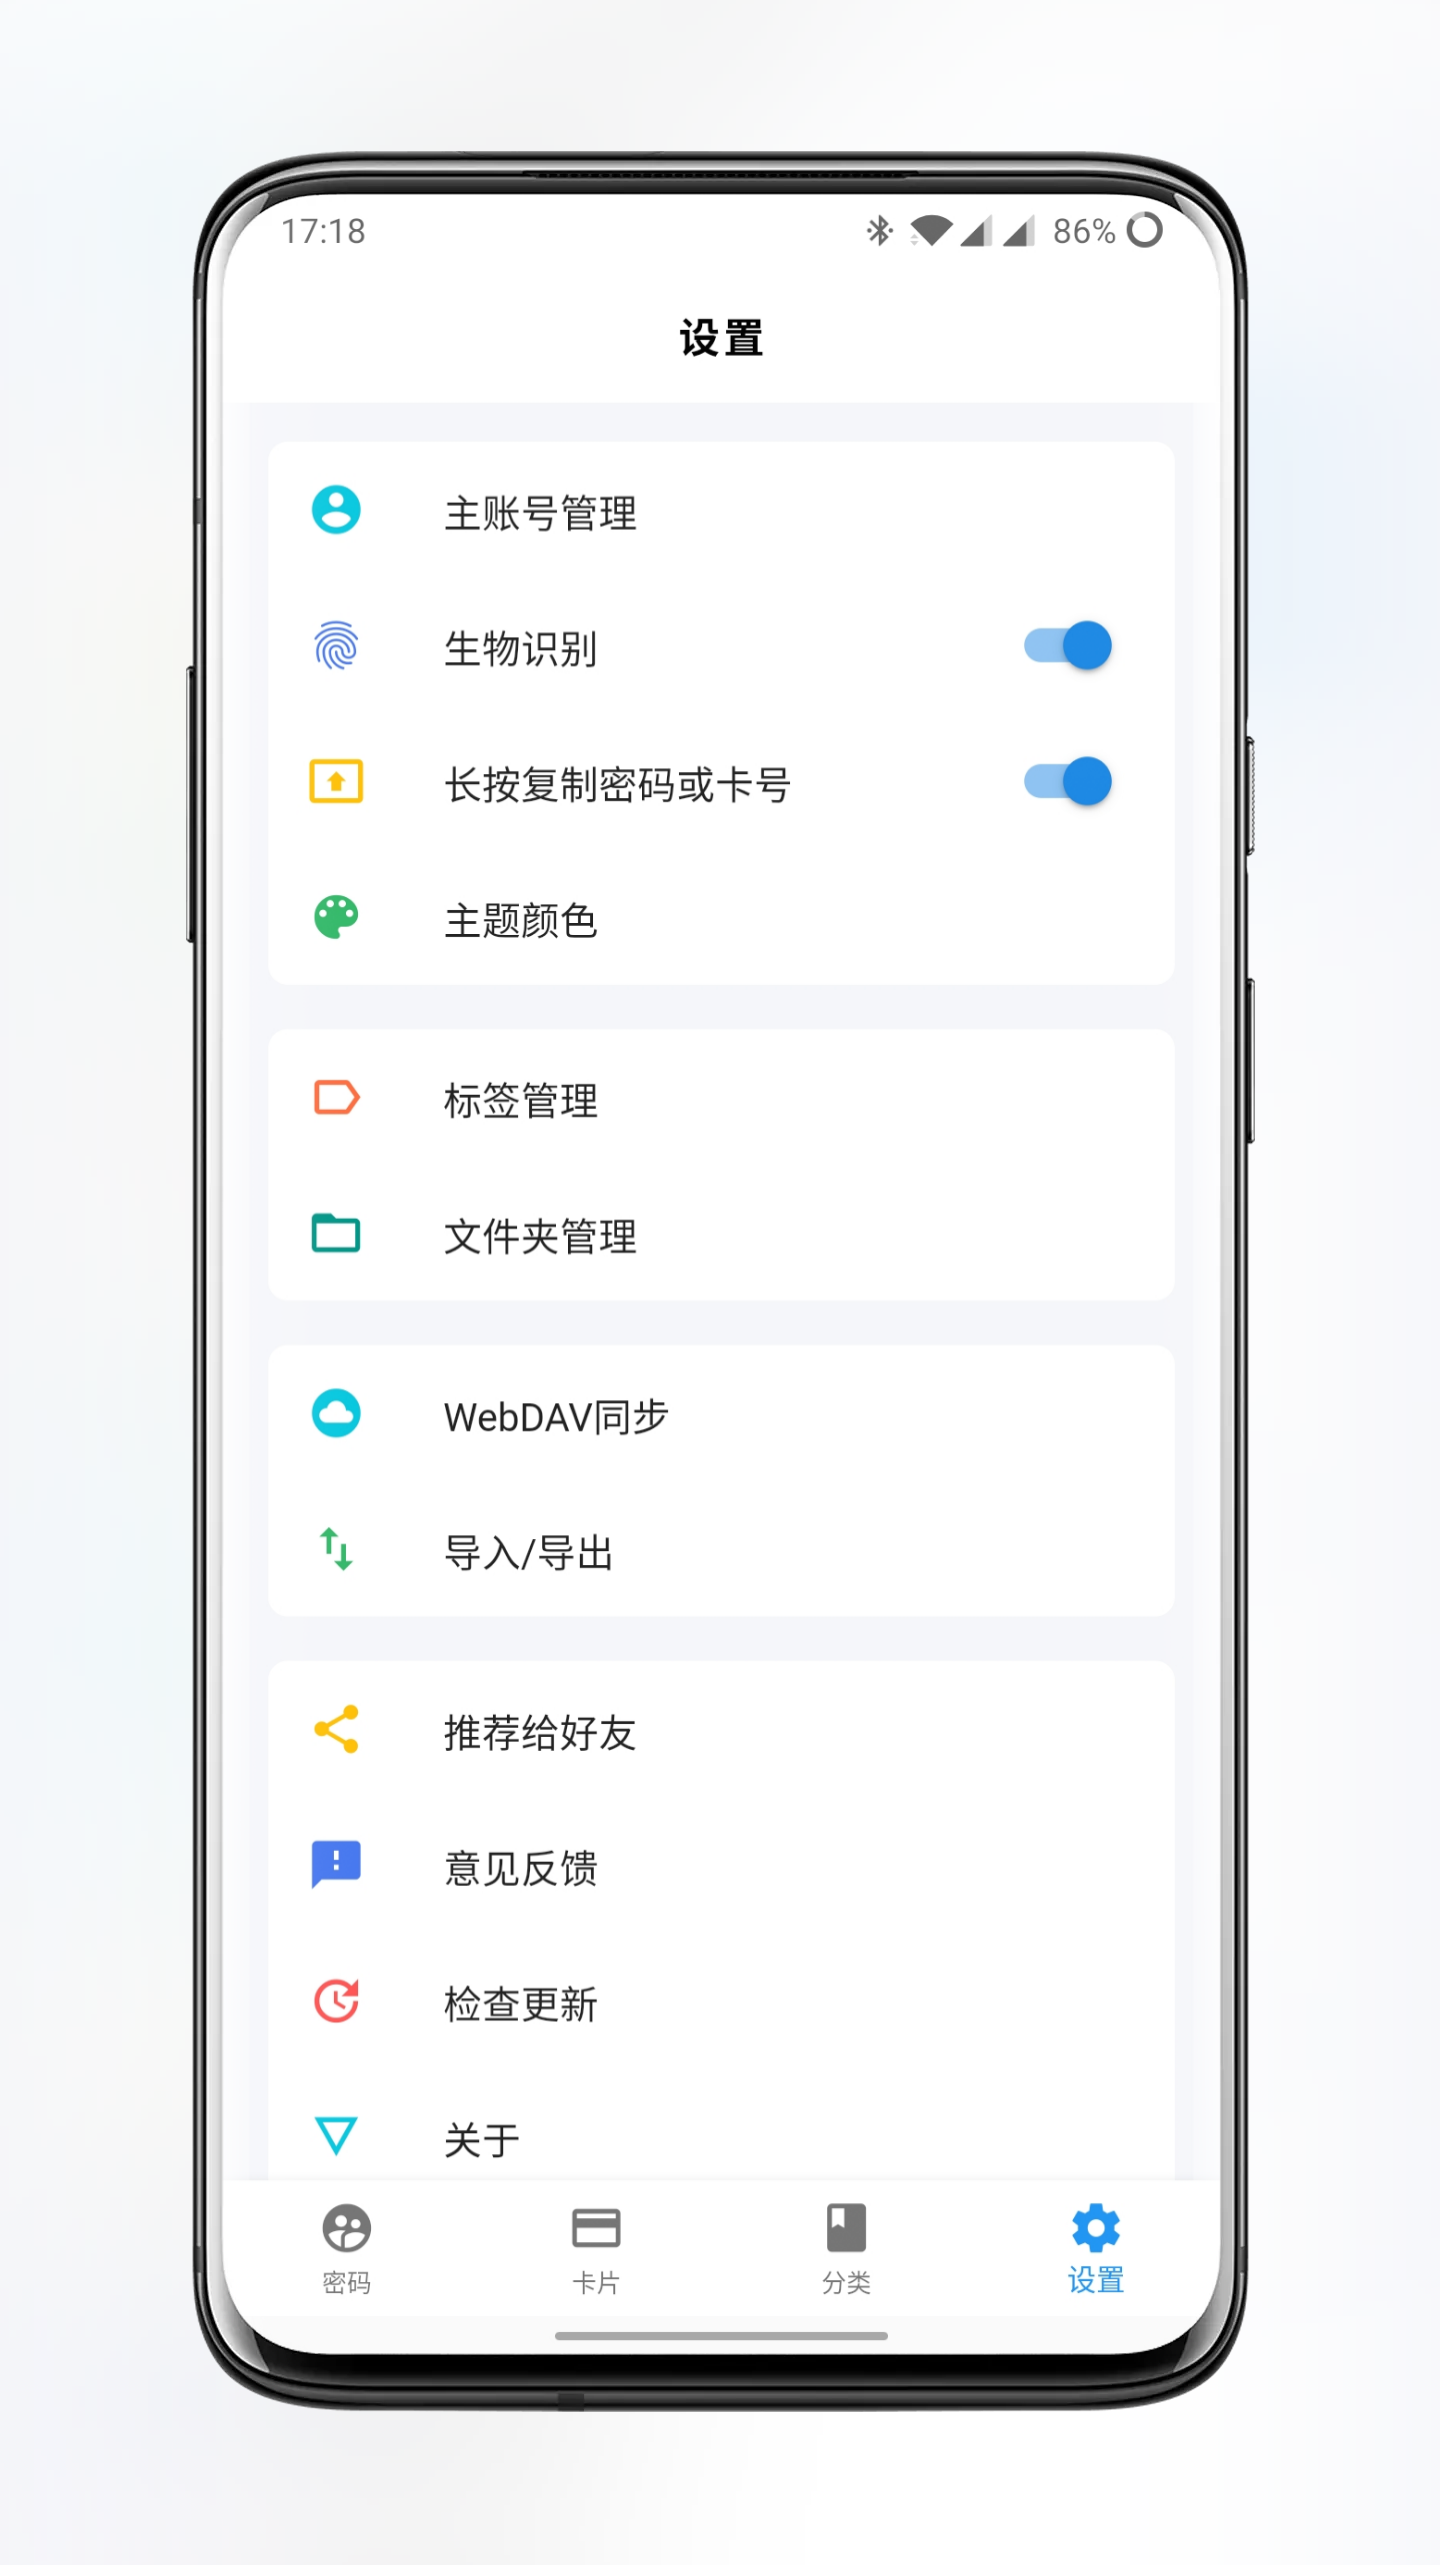 17:18
86%
设置
主账号管理
生物识别
长按复制密码或卡号
主题颜色
标签管理
文件夹管理
WebDAV同步
导入/导出
推荐给好友
意见反馈
检查更新
关于
密码
卡片
分类
设置